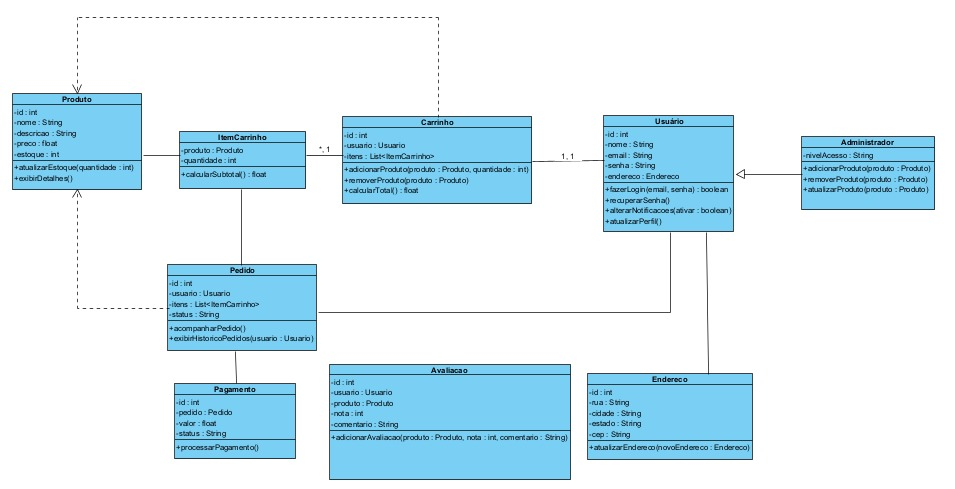 Produto
-id : int
-nome : String
-descricao : String
-preco : float
-estoque : int
+atualizarEstoque(quantidade : int)
+exibirDetalhes()
ItemCarrinho
-produto : Produto
-quantidade : int
+calcularSubtotal() : float
*, 1
Carrinho
-id : int
-usuario : Usuario
-itens : List<ItemCarrinho>
+adicionarProduto(produto : Produto, quantidade : int)
+removerProduto(produto : Produto)
+calcularTotal() : float
1, 1
Usuário
-id : int
-nome : String
-email : String
-senha : String
-endereco : Endereco
+fazerLogin(email, senha) : boolean
+recuperarSenha()
+alterarNotificacoes(ativar : boolean)
+atualizarPerfil()
Administrador
-nivelAcesso : String
+adicionarProduto(produto : Produto)
+removerProduto(produto : Produto)
+atualizarProduto(produto : Produto)
Pedido
-id : int
-usuario : Usuario
-itens : List<ItemCarrinho>
-status : String
+acompanharPedido()
+exibirHistoricoPedidos(usuario : Usuario)
Pagamento
-id : int
-pedido : Pedido
-valor : float
-status : String
+processarPagamento()
Avaliacao
-id : int
-usuario : Usuario
-produto : Produto
-nota : int
-comentario : String
+adicionarAvaliacao(produto : Produto, nota : int, comentario : String)
Endereco
-id : int
-rua : String
-cidade : String
-estado : String
-cep : String
+atualizarEndereco(novoEndereco : Endereco)